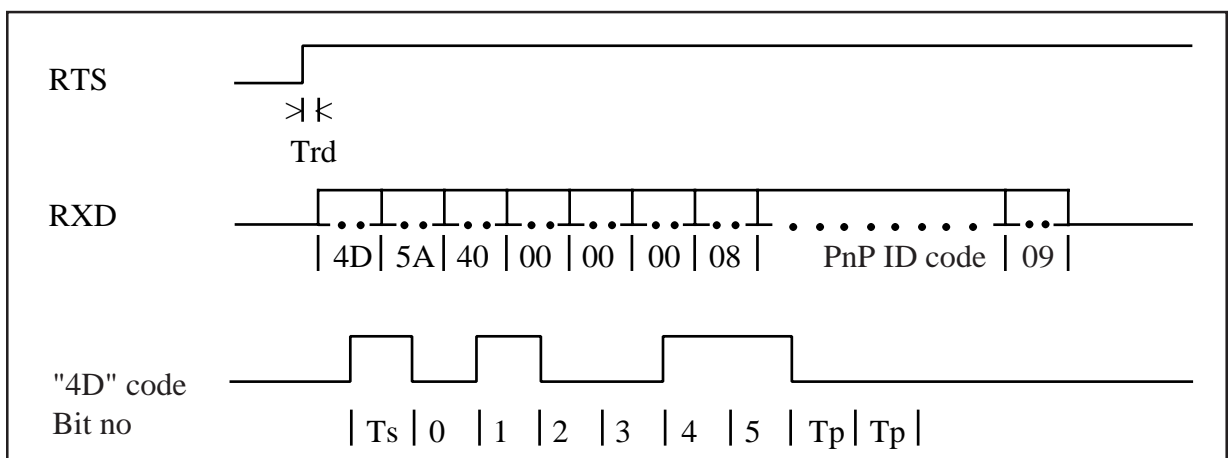 RTS
Trd
RXD
4D 5A 40 00 00 00 08 PnP ID code 09
"4D" code
Bit no Ts 0 1 2 3 4 5 Tp Tp